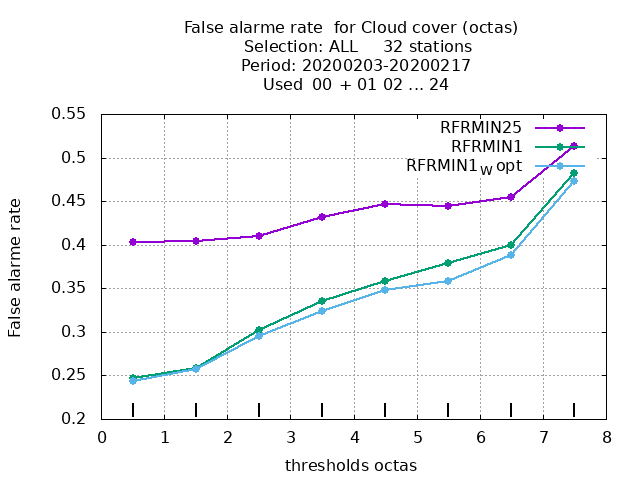 False alarme rate  for Cloud cover (octas)
Selection: ALL     32 stations
Period: 20200203-20200217
Used  00 + 01 02 ... 24
0.55
0.5
0.45
0.4
0.35
0.3
0.25
0.2
False alarme rate
RFRMIN25
RFRMIN1
RFRMIN1W opt
0 1 2 3 4 5 6 7 8
thresholds octas